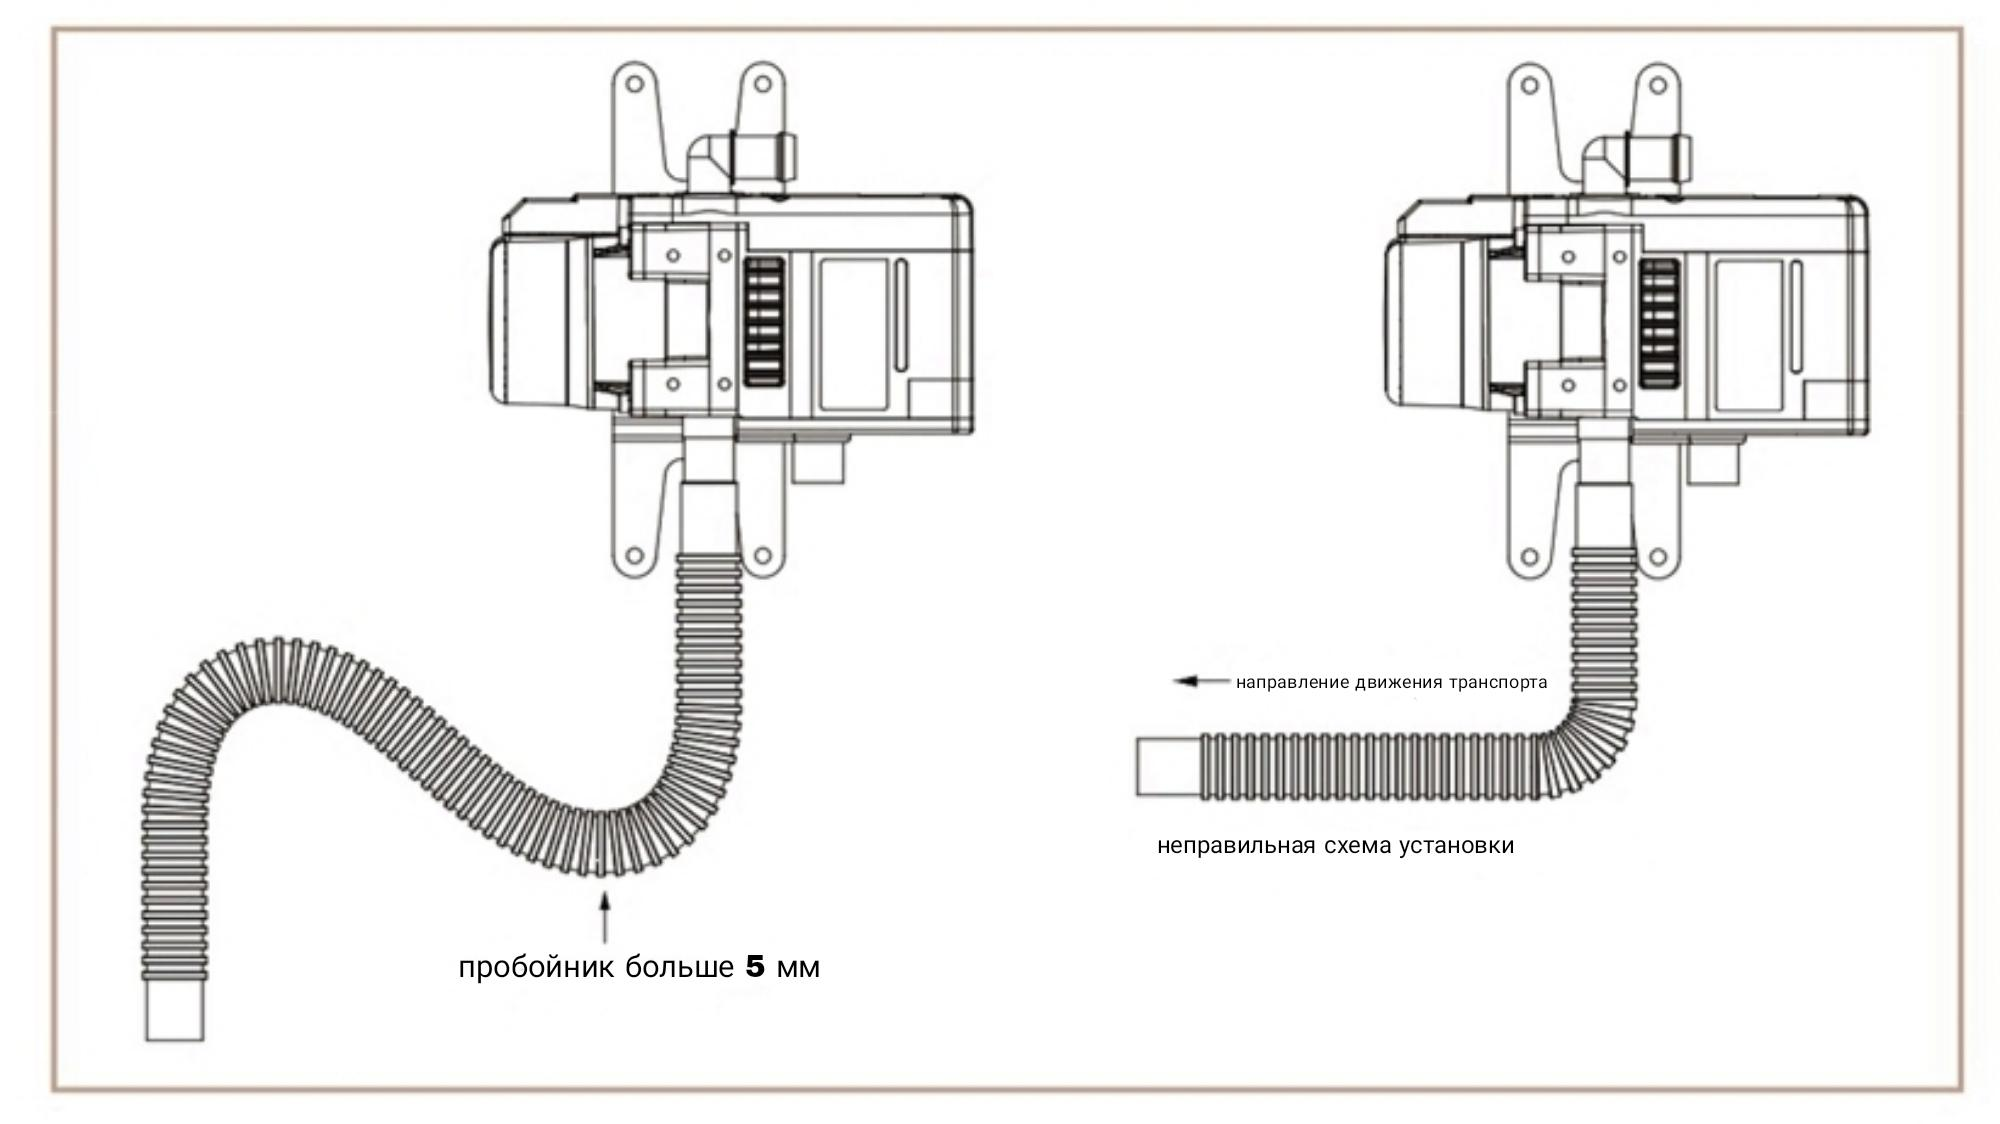 направление движения транспорта
неправильная схема установки
пробойник больше 5 мм